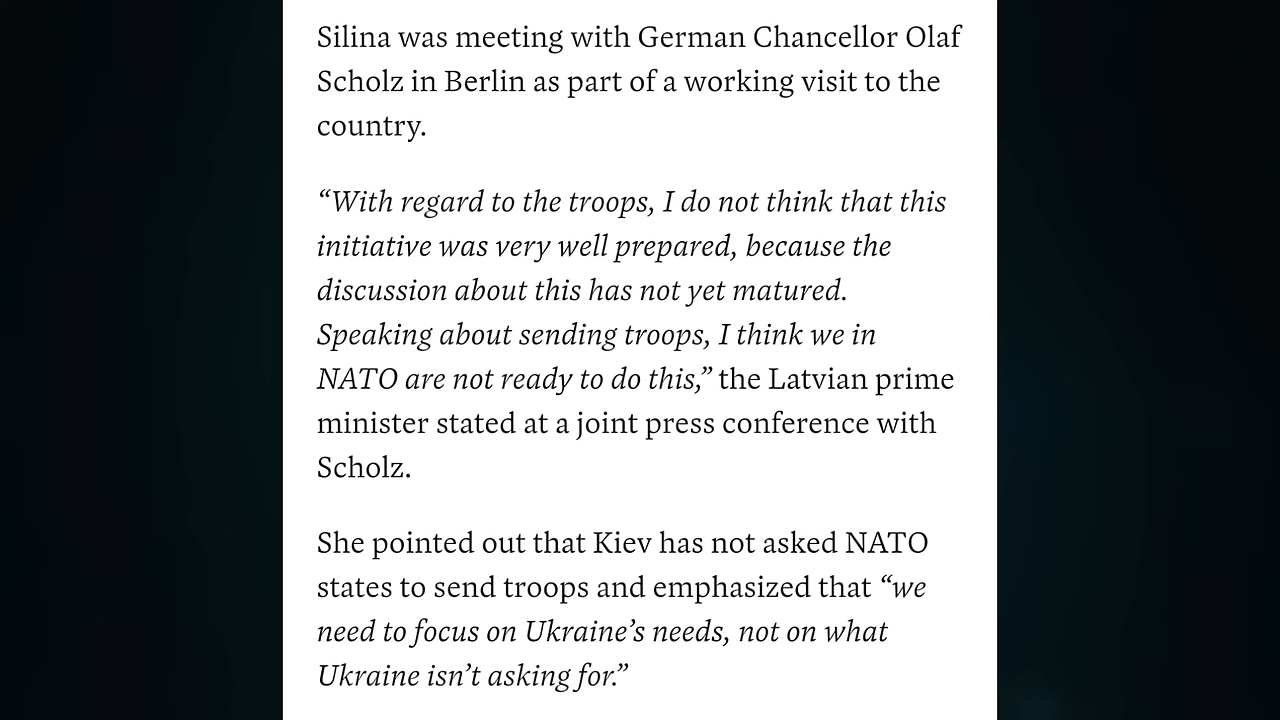 Silina was meeting with German Chancellor Olaf
Scholz in Berlin as part of a working visit to the
country.
“With regard to the troops, I do not think that this
initiative was very well prepared, because the
discussion about this has not yet matured.
Speaking about sending troops, I think we in
NATO are not ready to do this,” the Latvian prime
minister stated at a joint press conference with
Scholz.
She pointed out that Kiev has not asked NATO
states to send troops and emphasized that “we
need to focus on Ukraine’s needs, not on what
Ukraine isn’t asking for.”